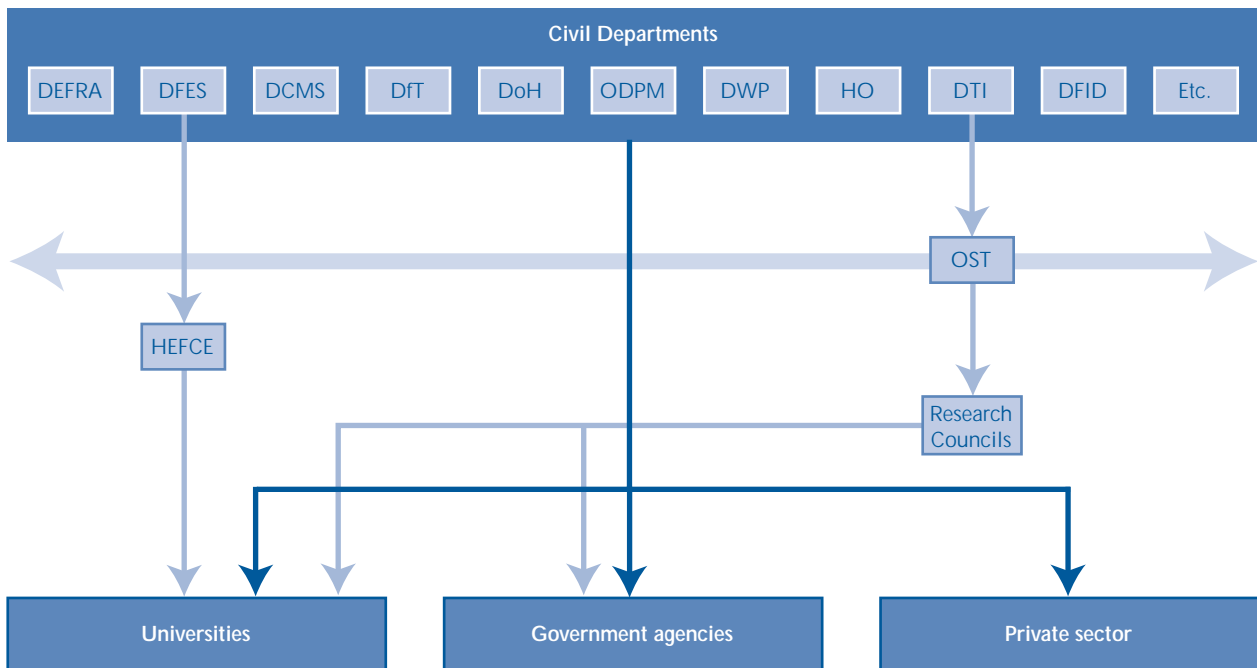 Civil Departments
DEFRA
DFES
DCMS
DfT
DoH
ODPM
DWP
HO
DTI
DFID
Etc.
OST
HEFCE
Research
Councils
Universities
Government agencies
Private sector